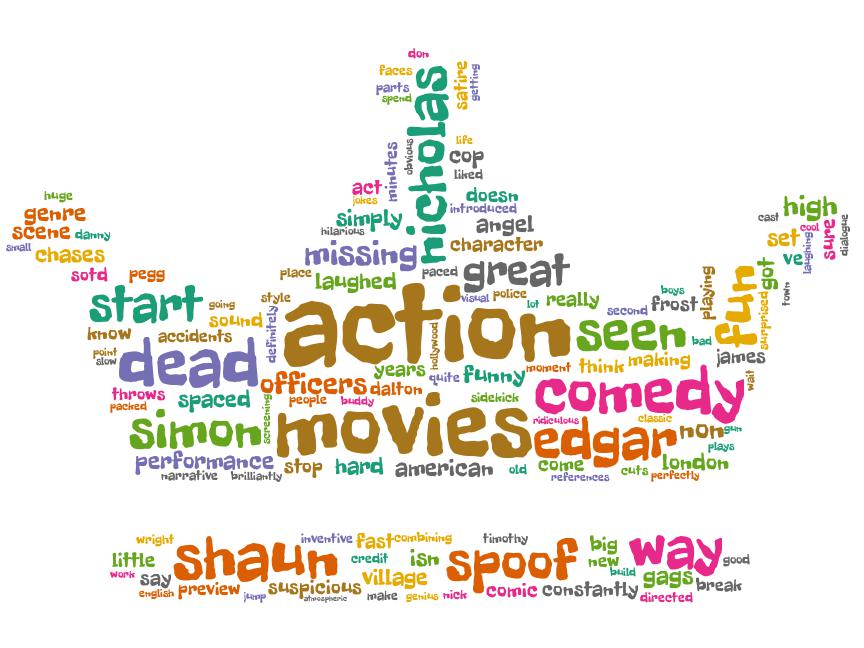 don
faces
parts
spend
nicholas
satire
getting
minutes
obvious
life
cop
liked
act
jokes
simply
hilarious
doesn
introduced
angel
character
missing
huge
genre
scene
danny
small
chases
sotd
pegg
place
laughed
paced
great
cast
high
cool
sure
dialogue
set
ve
laughing
got
town
start
going
sound
style
know
accidents
definitely
action
visual
police
lot
really
boys
second
frost
playing
fun
surprised
point
slow
dead
hollywood
seen
bad
james
wait
officers
years
dalton
quite
funny
moment
think
making
throws
packed
spaced
screening
people
buddy
sidekick
comedy
simon
movies
ridiculous
classic
edgar
non
gun
plays
performance
narrative
brilliantly
stop
hard
american
old
come
references
cuts
london
perfectly
wright
inventive
fast
combining
timothy
little
shaun
credit
isn
spoof
big
new
way
good
work
say
english
preview
suspicious
jump
atmospheric
village
make
genius
nick
comic
constantly
build
gags
break
directed